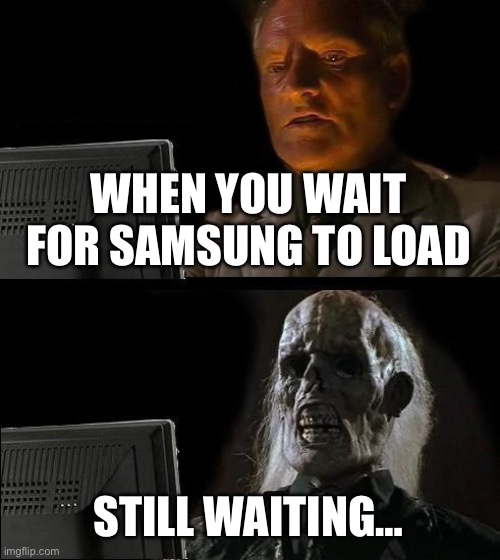 WHEN YOU WAIT
FOR SAMSUNG TO LOAD
STILL WAITING...
imgflip.com